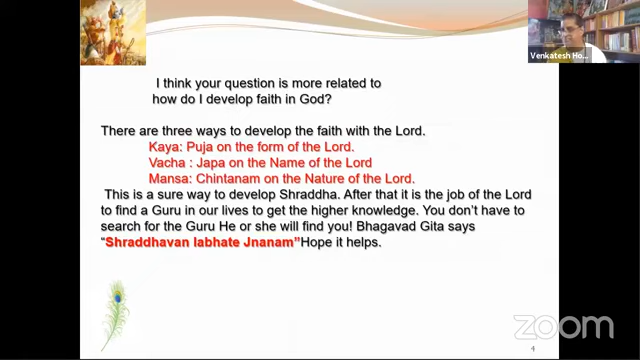 Venkatesh Ho...
I think your question is more related to
how do I develop faith in God?
There are three ways to develop the faith with the Lord.
Kaya: Puja on the form of the Lord.
Vacha : Japa on the Name of the Lord
Mansa: Chintanam on the Nature of the Lord.
This is a sure way to develop Shraddha. After that it is the job of the Lord
to find a Guru in our lives to get the higher knowledge. You don't have to
search for the Guru He or she will find you! Bhagavad Gita says
“Shraddhavan labhate Jnanam”Hope it helps.
zoom
4